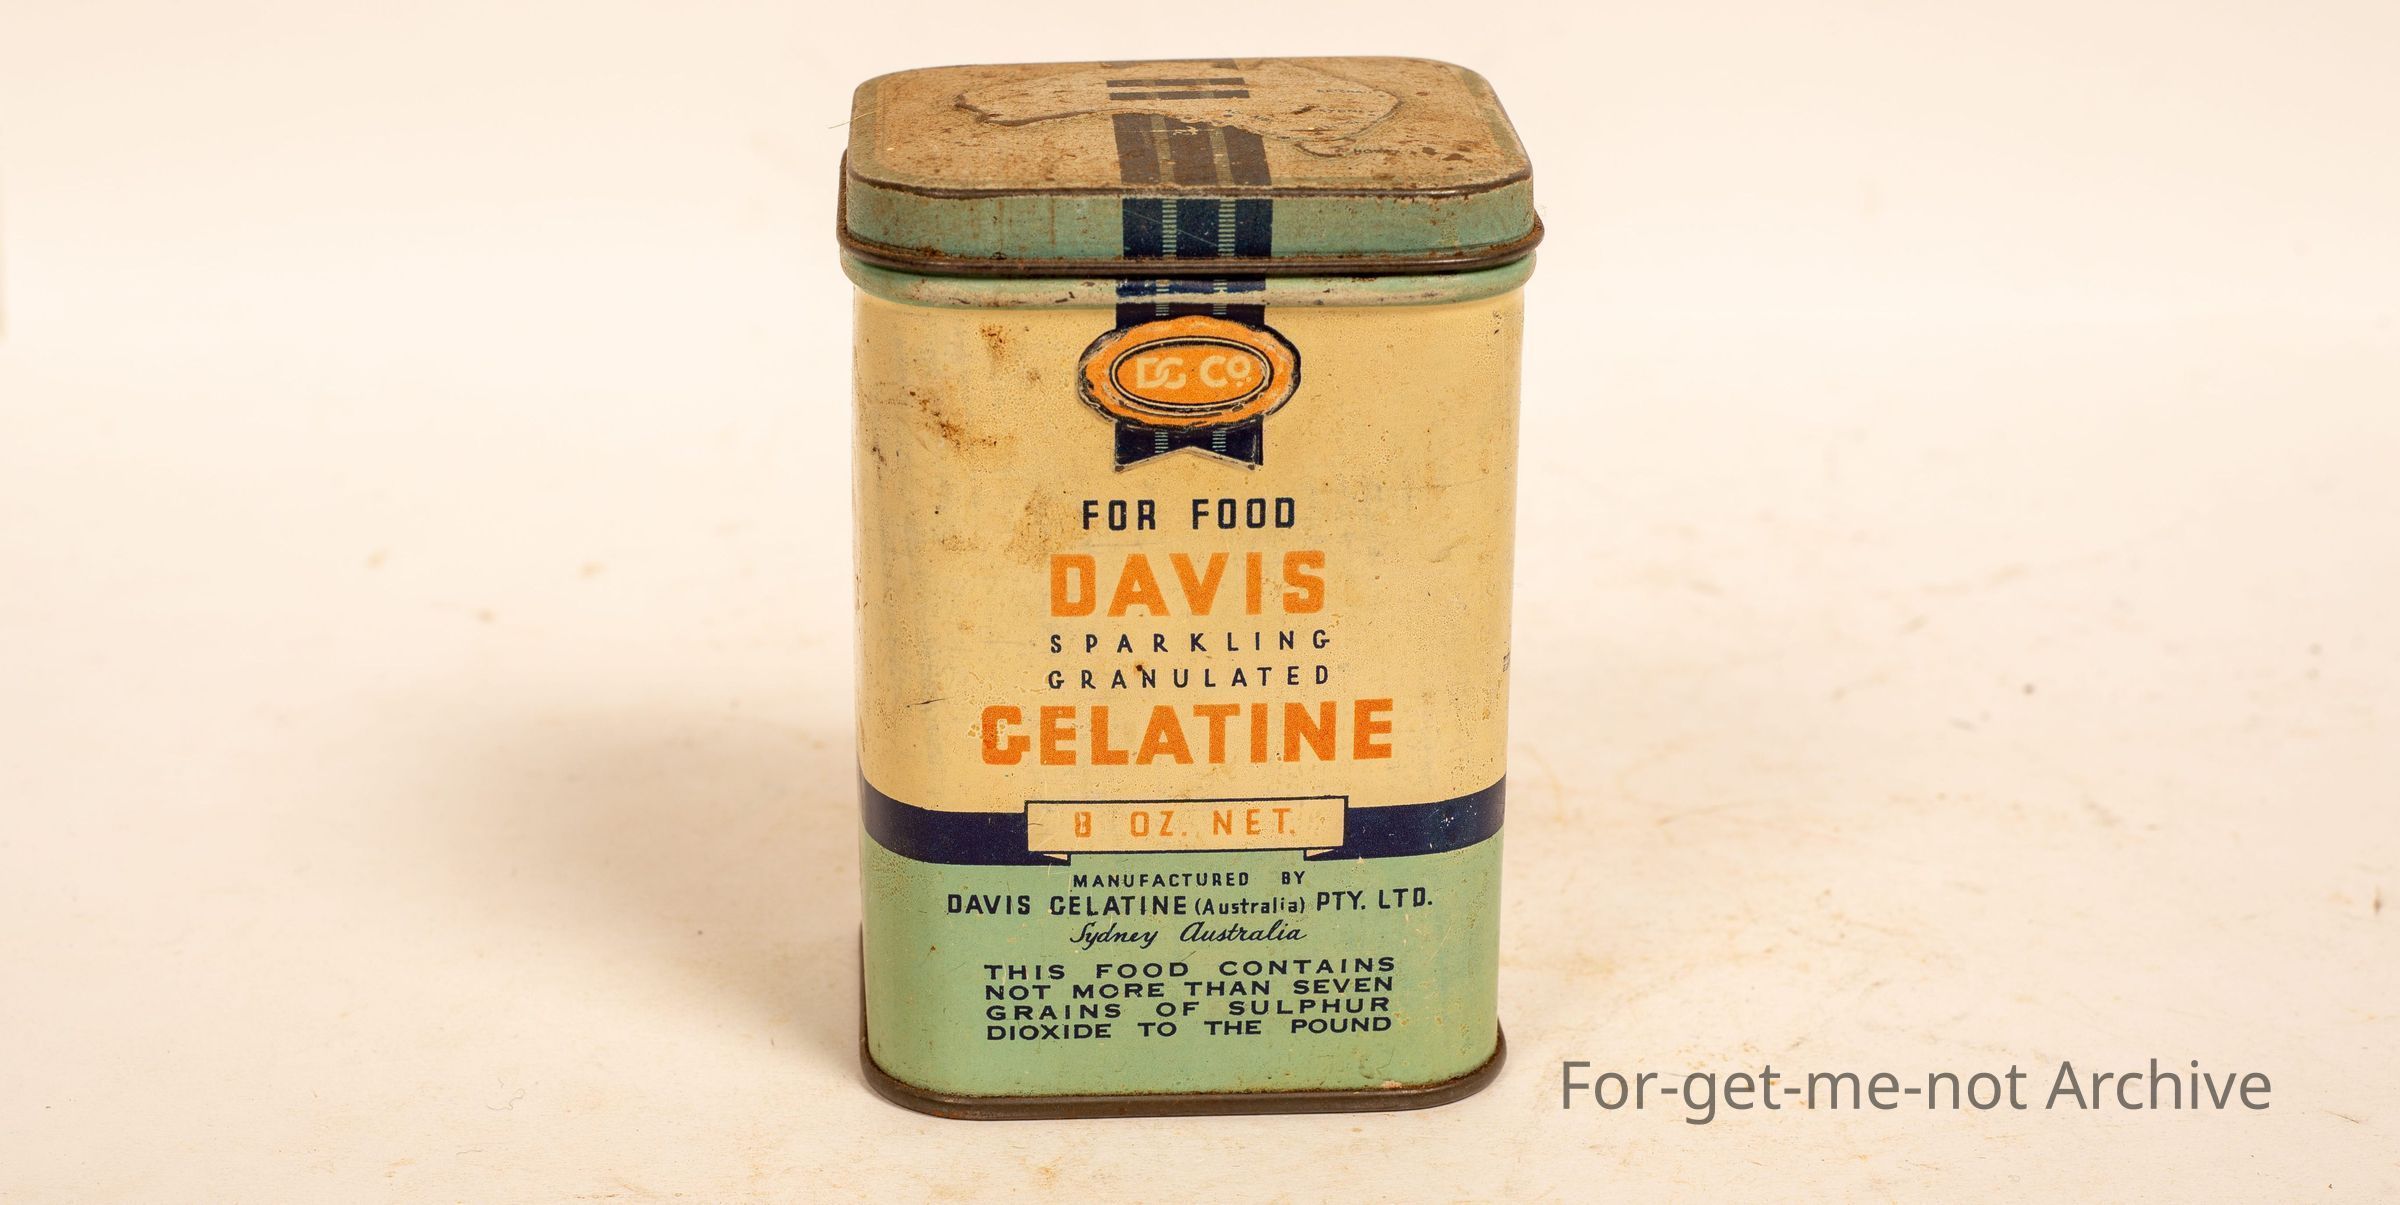 DG Co.
FOR FOOD
DAVIS
SPARKLING
GRANULATED
GELATINE
8 OZ. NET.
MANUFACTURED BY
DAVIS GELATINE (Australia) PTY. LTD.
Sydney Australia
THIS FOOD CONTAINS
NOT MORE THAN SEVEN
GRAINS OF SULPHUR
DIOXIDE TO THE POUND
For-get-me-not Archive